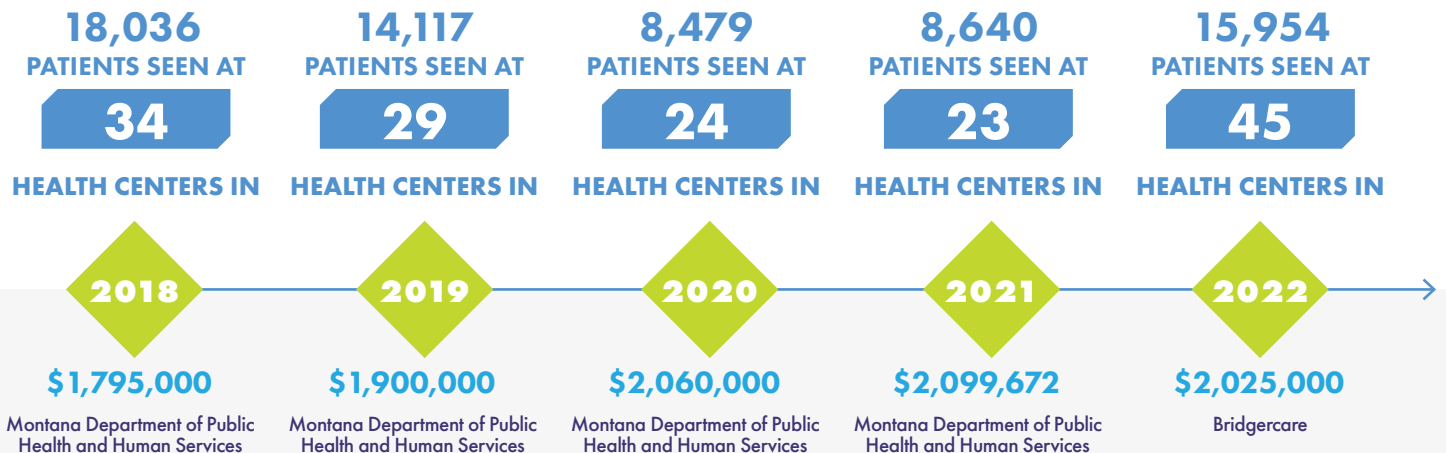 18,036
PATIENTS SEEN AT
34
HEALTH CENTERS IN
2018
$1,795,000
Montana Department of Public
Health and Human Services
14,117
PATIENTS SEEN AT
29
HEALTH CENTERS IN
2019
$1,900,000
Montana Department of Public
Health and Human Services
8,479
PATIENTS SEEN AT
24
HEALTH CENTERS IN
2020
$2,060,000
Montana Department of Public
Health and Human Services
8,640
PATIENTS SEEN AT
23
HEALTH CENTERS IN
2021
$2,099,672
Montana Department of Public
Health and Human Services
15,954
PATIENTS SEEN AT
45
HEALTH CENTERS IN
2022
$2,025,000
Bridgercare